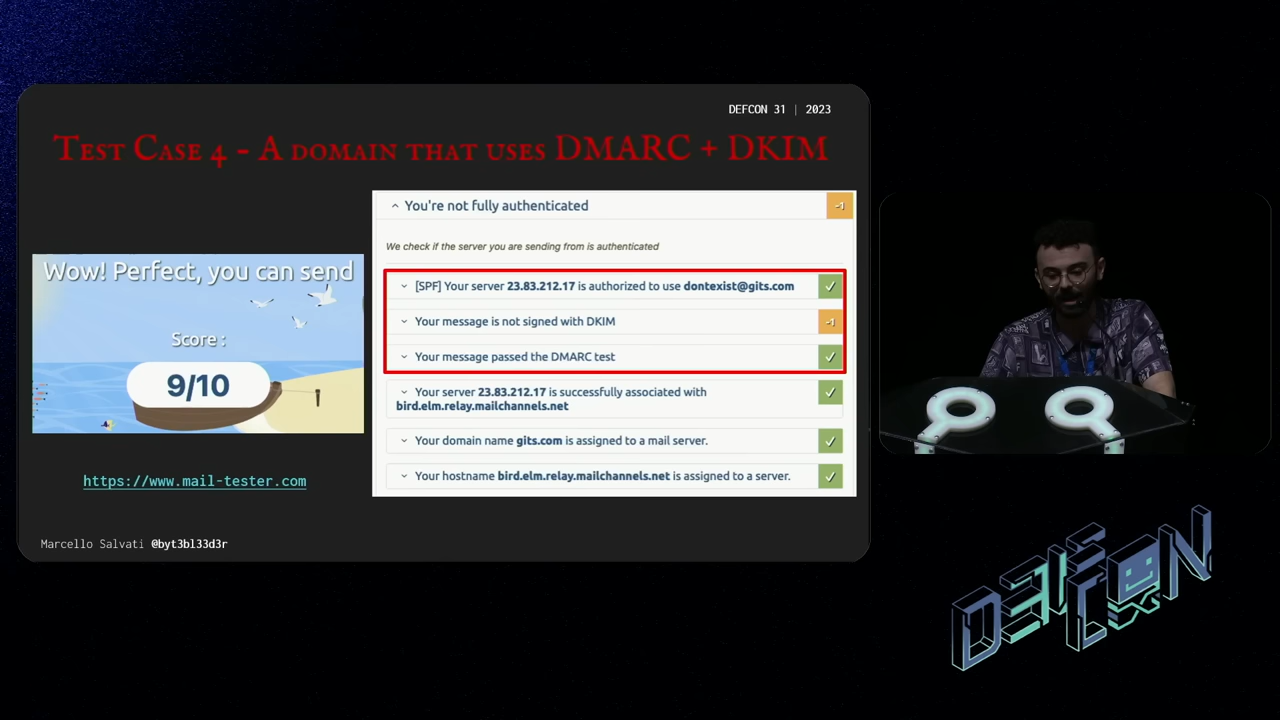 DEFCON 31 | 2023
Test Case 4 - A domain that uses DMARC + DKIM
You're not fully authenticated
-1
We check if the server you are sending from is authenticated
[SPF] Your server 23.83.212.17 is authorized to use dontexist@gits.com
Your message is not signed with DKIM
-1
Your message passed the DMARC test
Your server 23.83.212.17 is successfully associated with
bird.elm.relay.mailchannels.net
Your domain name gits.com is assigned to a mail server.
Your hostname bird.elm.relay.mailchannels.net is assigned to a server.
Wow! Perfect, you can send
Score :
9/10
https://www.mail-tester.com
Marcello Salvati @byt3bl33d3r
DEFCON